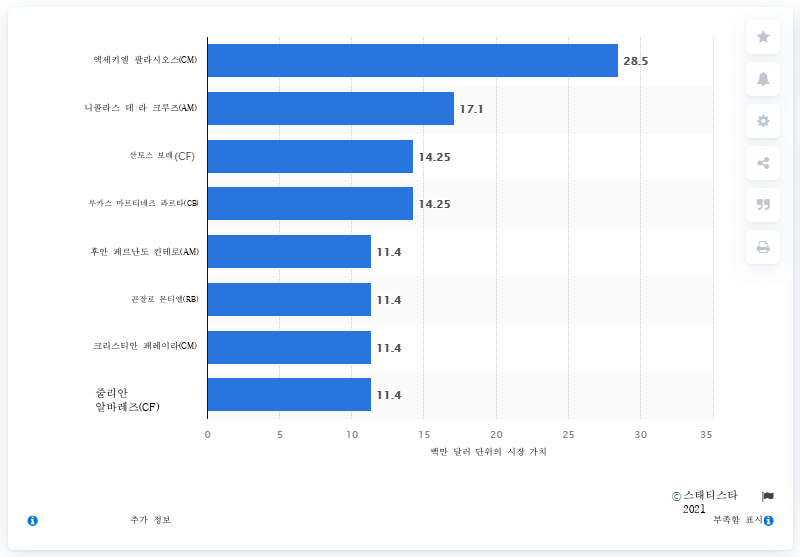 엑세키엘 팔라시오스(CM)
28.5
니콜라스 데 라 크루즈(AM)
17.1
산토스 보레(CF)
14.25
루카스 마르티네즈 콰르타(CB)
14.25
후안 페르난도 킨테로(AM)
11.4
곤잘로 몬티엘(RB)
11.4
크리스티안 페레이라(CM)
11.4
줄리안
알바레즈(CF)
11.4
0 5 10 15 20 25 30 35
백만 달러 단위의 시장 가치
© 스태티스타
2021
추가 정보
부족함 표시